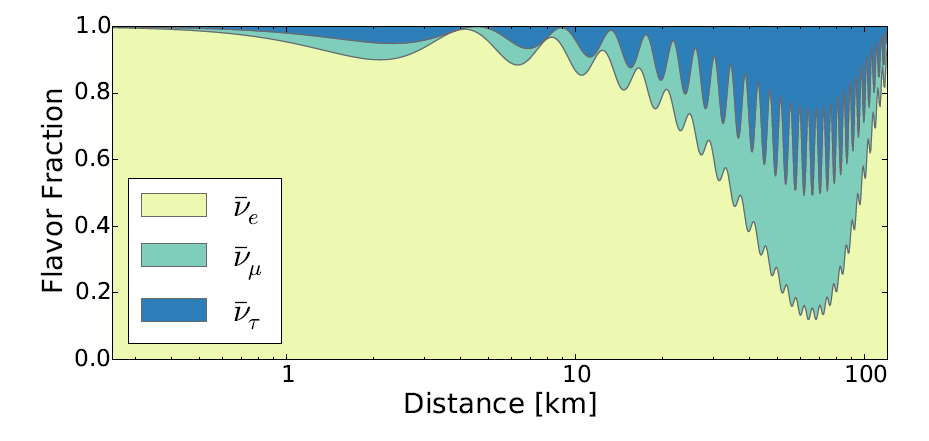 1.0
0.8
0.6
0.4
0.2
0.0
Flavor Fraction
ν̄e
ν̄μ
ν̄τ
1
10
100
Distance [km]